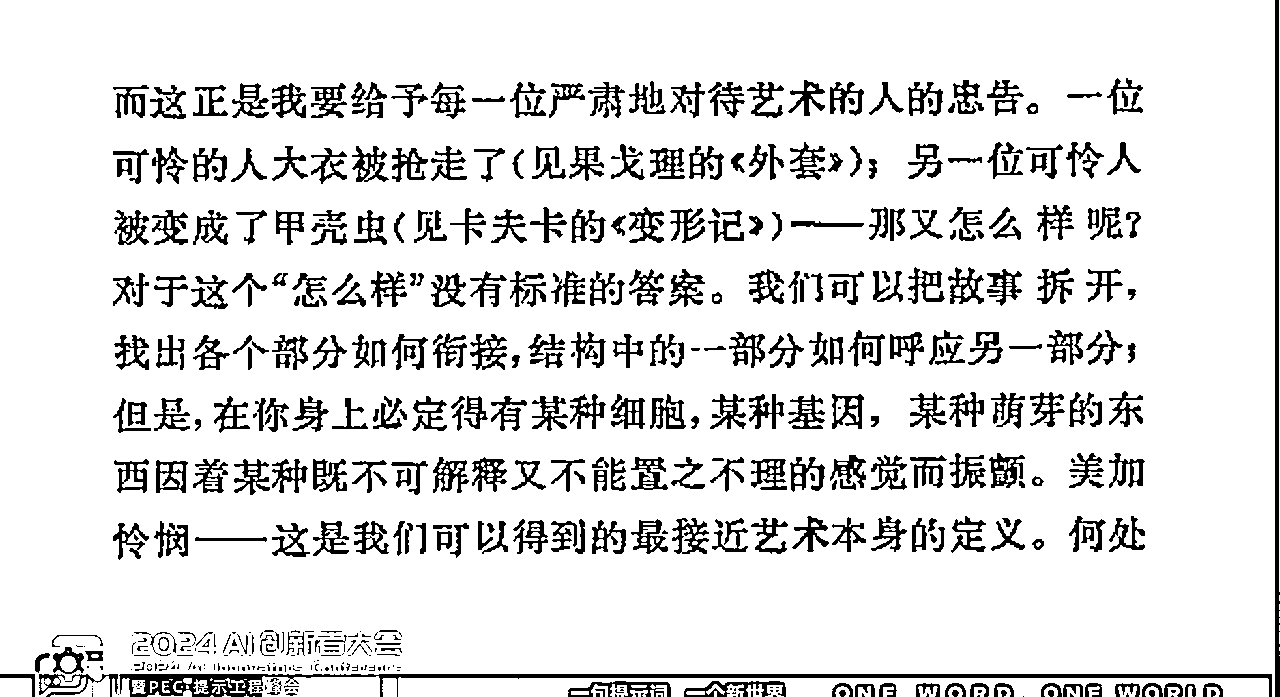 而这正是我要给予每一位严肃地对待艺术的人的忠告。一位
可怜的人大衣被抢走了(见果戈理的《外套》);另一位可怜人
被变成了甲壳虫(见卡夫卡的《变形记》)——那又怎么样呢?
对于这个“怎么样”没有标准的答案。我们可以把故事拆开,
找出各个部分如何衔接,结构中的一部分如何呼应另一部分;
但是,在你身上必定得有某种细胞,某种基因,某种萌芽的东
西因着某种既不可解释又不能置之不理的感觉而振颤。美加
怜悯——这是我们可以得到的最接近艺术本身的定义。何处
2024 AI创新者大会
2024 AI Innovators Conference
暨PEC·提示工程峰会
一句提示词 一个新世界 ONE WORD, ONE WORLD